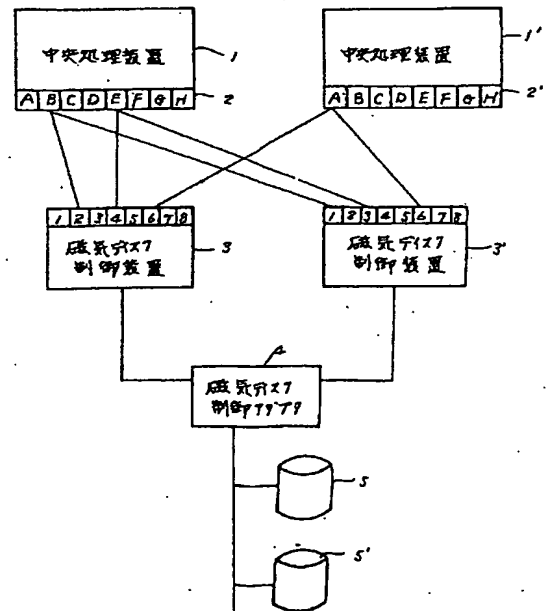 中央処理装置
1
A B C D E F G H
2
中央処理装置
1'
A B C D E F G H
2'
1 2 3 4 5 6 7 8
磁気ディスク
制御装置
3
1 2 3 4 5 6 7 8
磁気ディスク
制御装置
3'
4
磁気ディスク
制御アダプタ
5
5'